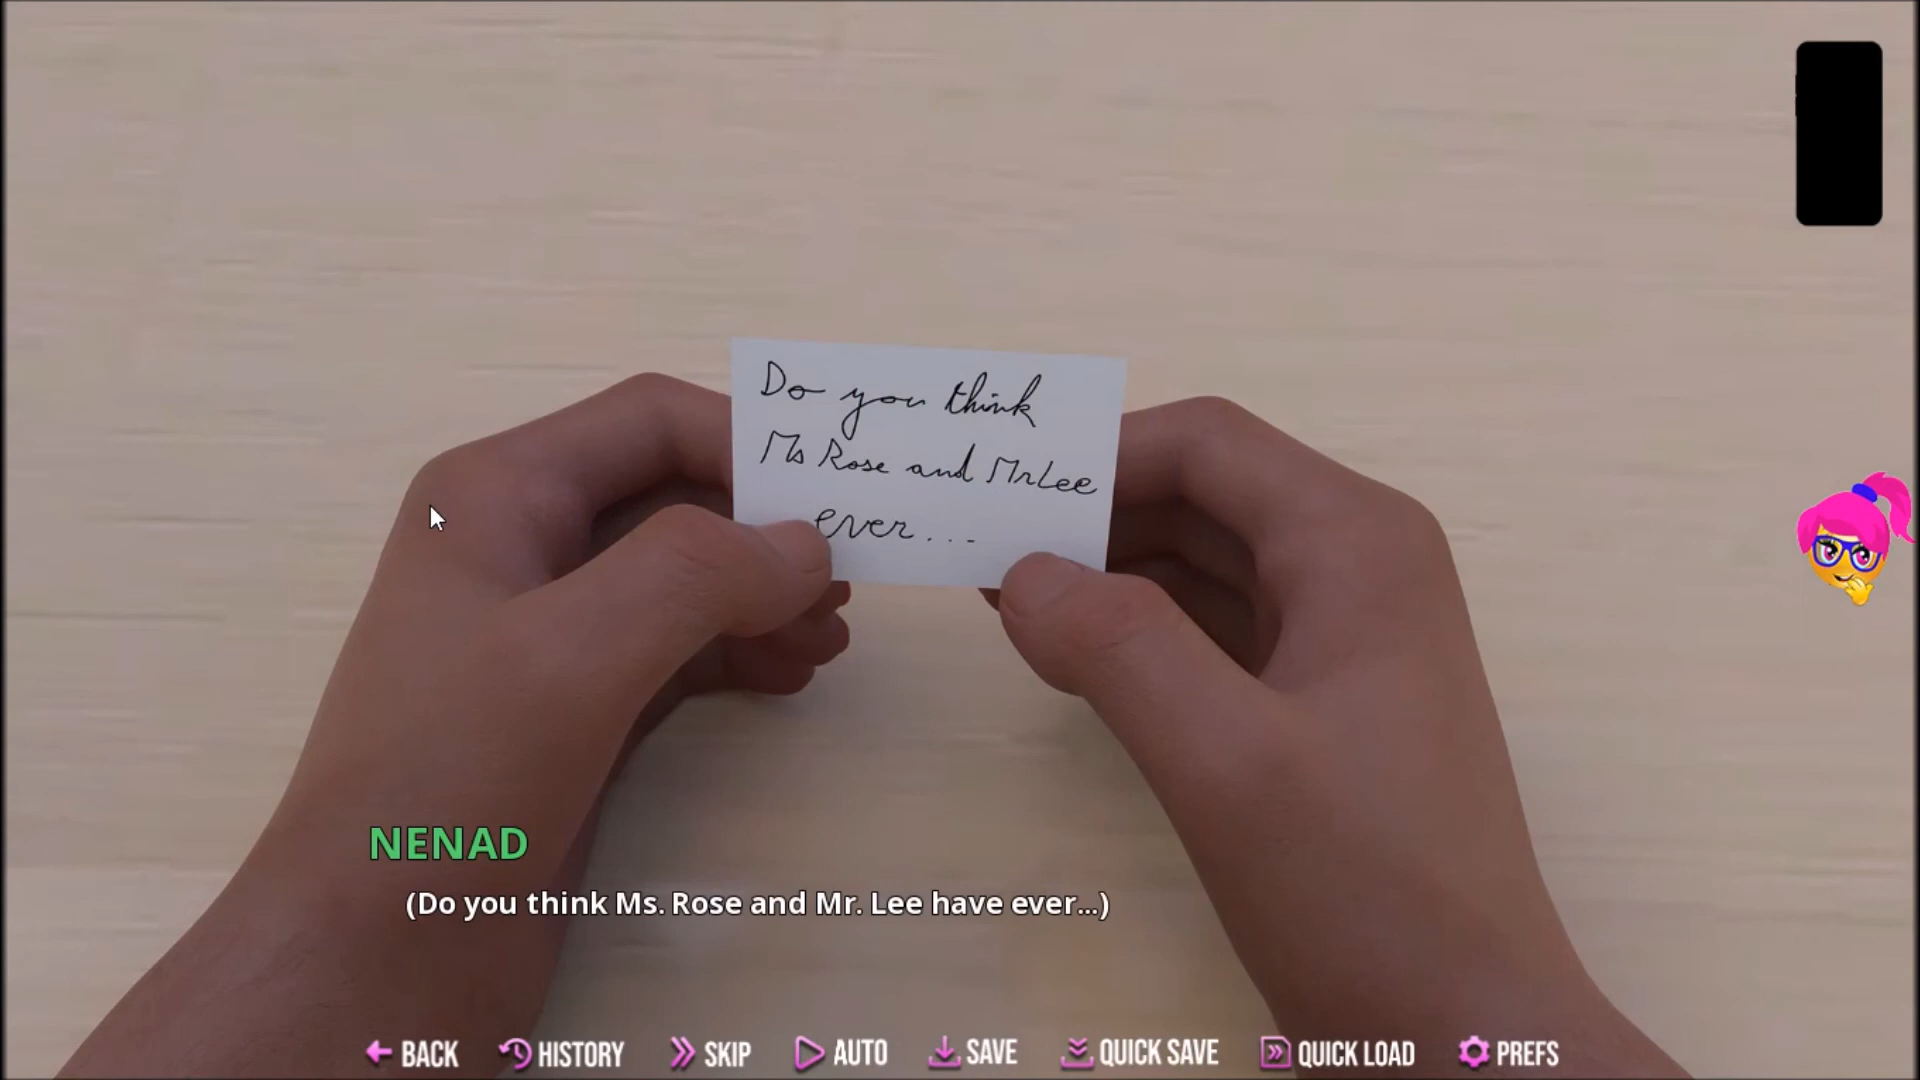 Do you think
Ms Rose and Mr Lee
ever...
NENAD
(Do you think Ms. Rose and Mr. Lee have ever...)
BACK HISTORY SKIP AUTO SAVE QUICK SAVE QUICK LOAD PREFS